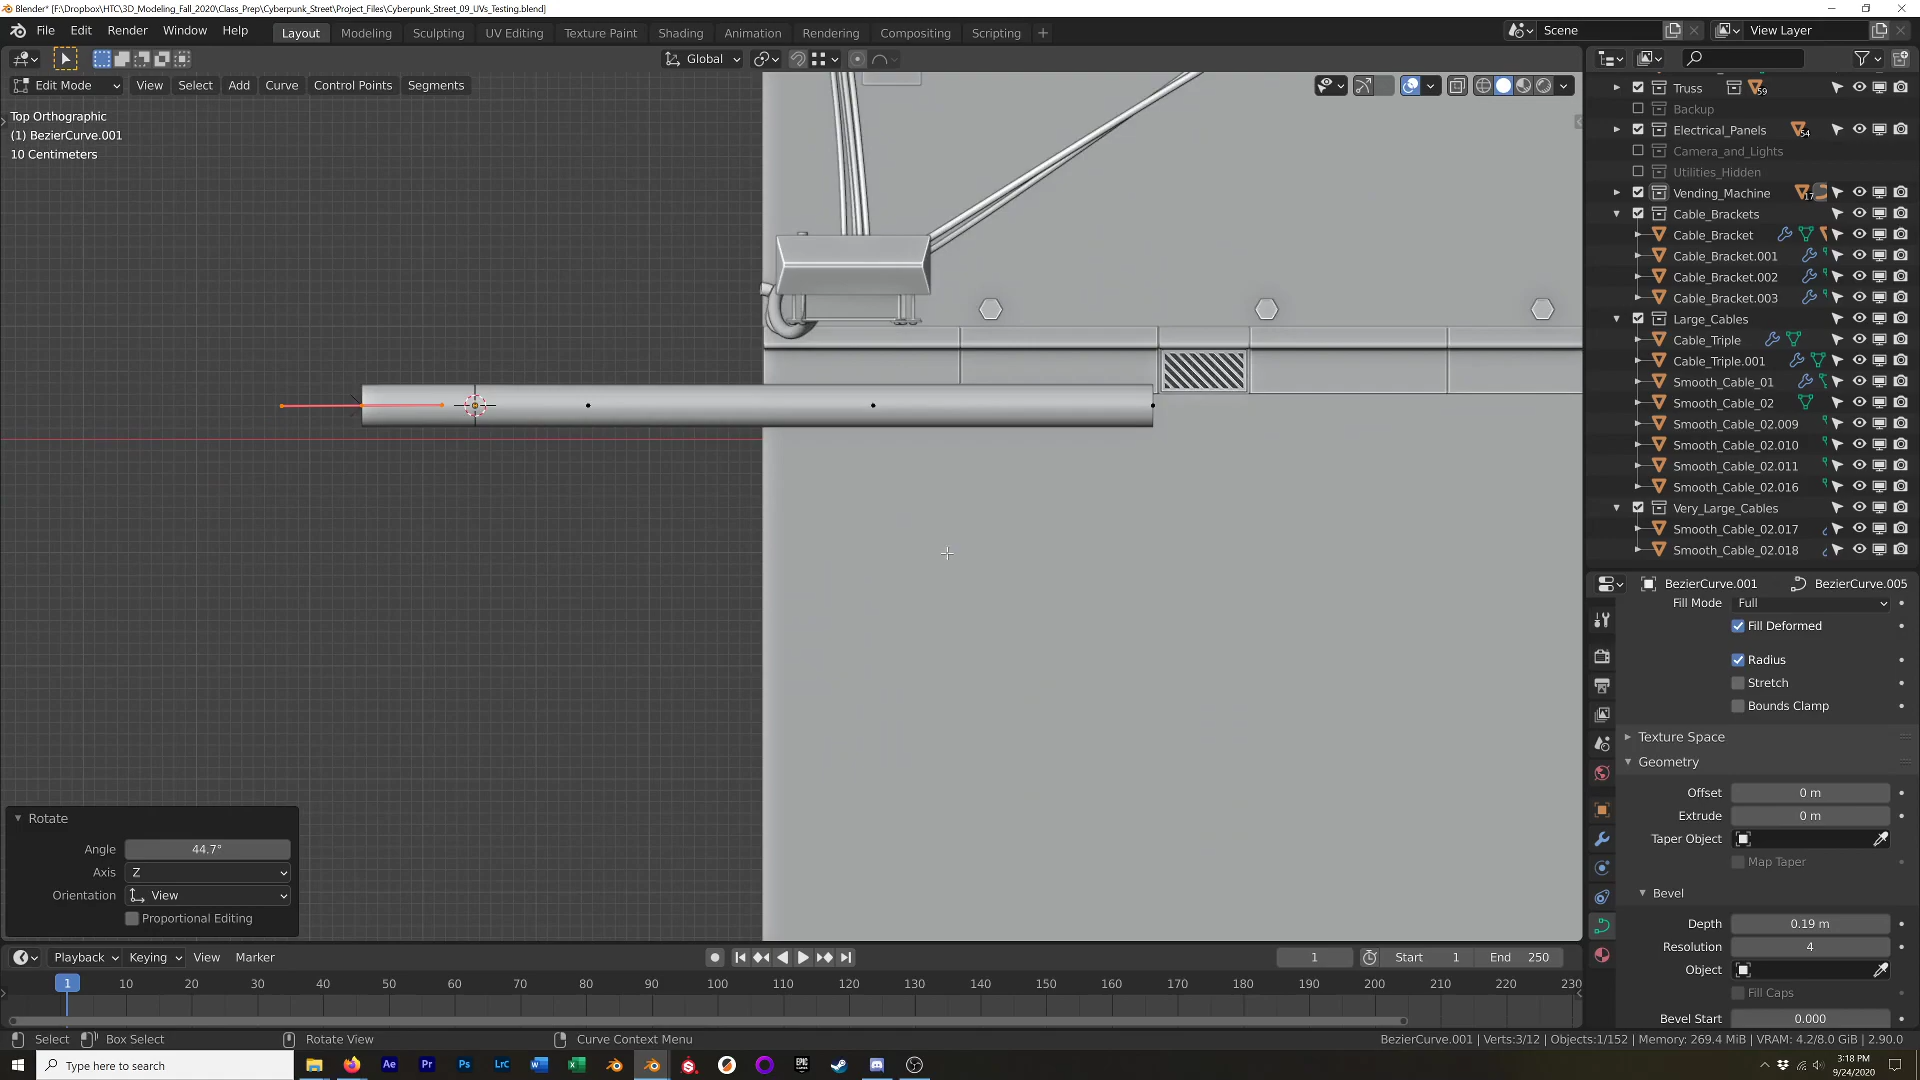 Blender* [F:\Dropbox\HTC\3D_Modeling_Fall_2020\Class_Prep\Cyberpunk_Street\Project_Files\Cyberpunk_Street_09_UVs_Testing.blend]
File Edit Render Window Help Layout Modeling Sculpting UV Editing Texture Paint Shading Animation Rendering Compositing Scripting + Scene View Layer
Global
Edit Mode View Select Add Curve Control Points Segments
Top Orthographic
(1) BezierCurve.001
10 Centimeters
Truss 59
Backup
Electrical_Panels 54
Camera_and_Lights
Utilities_Hidden
Vending_Machine 17
Cable_Brackets
Cable_Bracket
Cable_Bracket.001
Cable_Bracket.002
Cable_Bracket.003
Large_Cables
Cable_Triple
Cable_Triple.001
Smooth_Cable_01
Smooth_Cable_02
Smooth_Cable_02.009
Smooth_Cable_02.010
Smooth_Cable_02.011
Smooth_Cable_02.016
Very_Large_Cables
Smooth_Cable_02.017
Smooth_Cable_02.018
BezierCurve.001 BezierCurve.005
Fill Mode Full
Fill Deformed
Radius
Stretch
Bounds Clamp
Texture Space
Geometry
Offset 0 m
Extrude 0 m
Taper Object
Map Taper
Bevel
Depth 0.19 m
Resolution 4
Object
Fill Caps
Bevel Start 0.000
Rotate
Angle 44.7°
Axis Z
Orientation View
Proportional Editing
Playback Keying View Marker 1 Start 1 End 250
1 10 20 30 40 50 60 70 80 90 100 110 120 130 140 150 160 170 180 190 200 210 220 230
Select Box Select Rotate View Curve Context Menu BezierCurve.001 | Verts:3/12 | Objects:1/152 | Memory: 269.4 MiB | VRAM: 4.2/8.0 GiB | 2.90.0
Type here to search Ae Pr Ps LrC 3:18 PM
9/24/2020